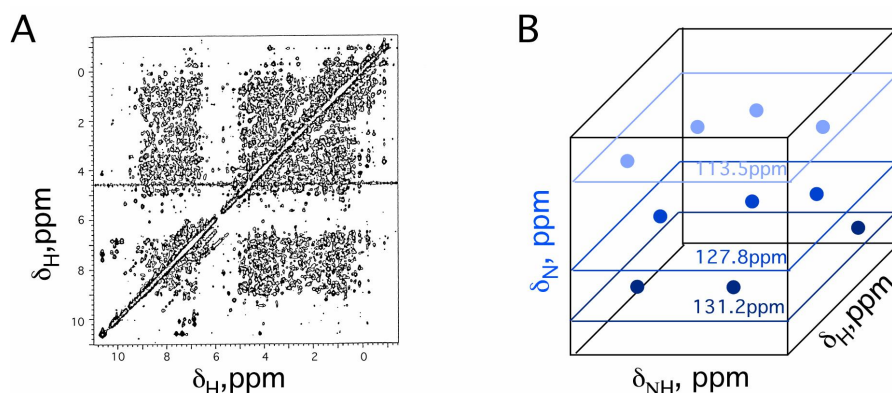 A
B
0
2
4
6
8
10
δH,ppm
10
8
6
4
2
0
δH,ppm
113.5ppm
127.8ppm
131.2ppm
δN, ppm
δH,ppm
δNH, ppm